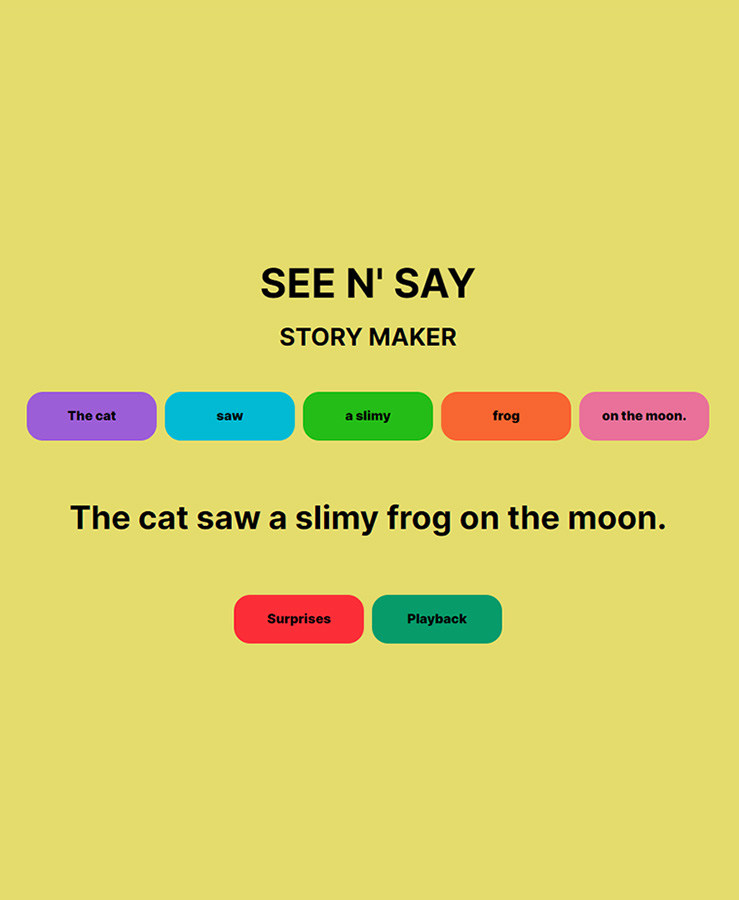 SEE N' SAY
STORY MAKER
The cat saw a slimy frog on the moon.
The cat saw a slimy frog on the moon.
Surprises Playback